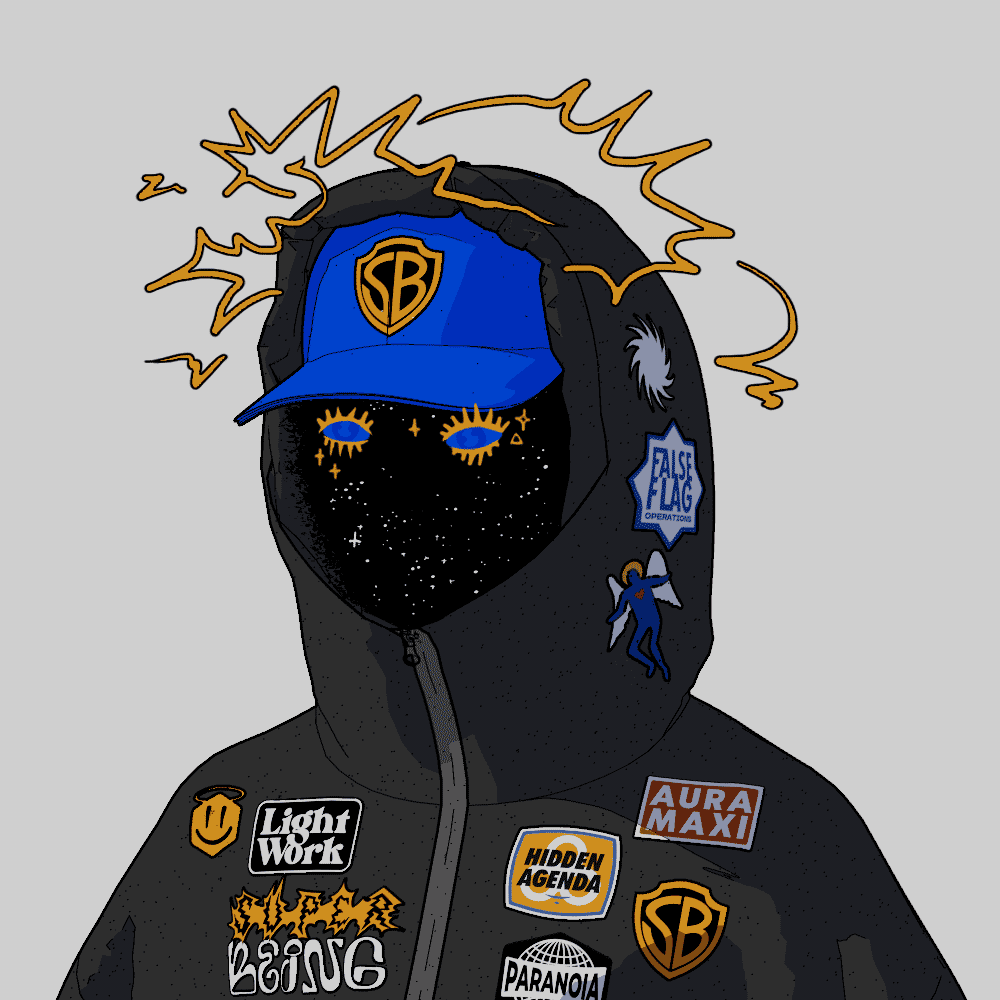 SB
FALSE
FLAG
OPERATIONS
AURA
MAXI
Light
Work
HIDDEN
AGENDA
SUPER
BEING
SB
PARANOIA